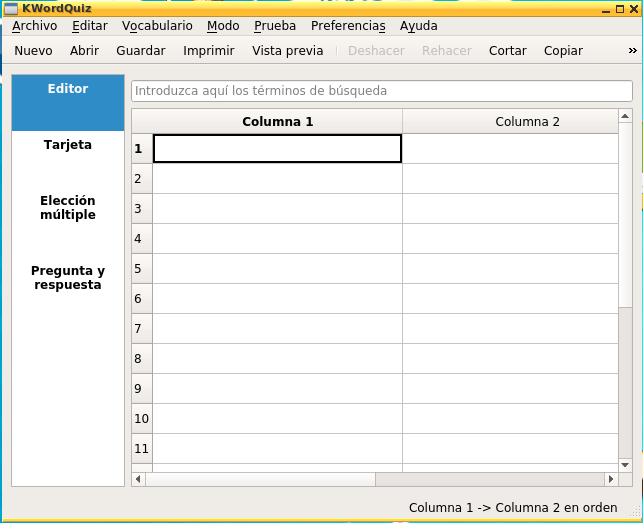 KWordQuiz
Archivo Editar Vocabulario Modo Prueba Preferencias Ayuda
Nuevo Abrir Guardar Imprimir Vista previa Deshacer Rehacer Cortar Copiar »
Editor
Tarjeta
Elección
múltiple
Pregunta y
respuesta
Introduzca aquí los términos de búsqueda
Columna 1 Columna 2
1
2
3
4
5
6
7
8
9
10
11
Columna 1 -> Columna 2 en orden